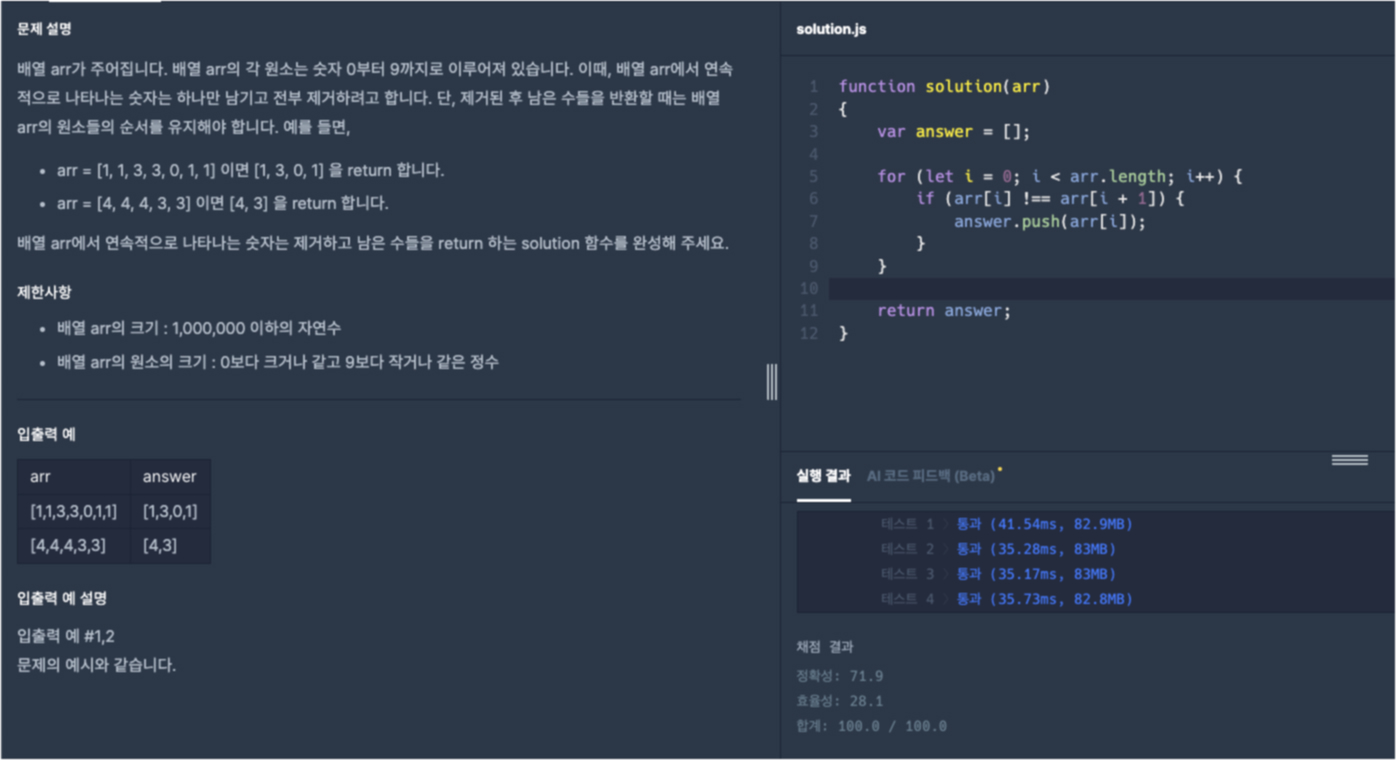 문제 설명
배열 arr가 주어집니다. 배열 arr의 각 원소는 숫자 0부터 9까지로 이루어져 있습니다. 이때, 배열 arr에서 연속
적으로 나타나는 숫자는 하나만 남기고 전부 제거하려고 합니다. 단, 제거된 후 남은 수들을 반환할 때는 배열
arr의 원소들의 순서를 유지해야 합니다. 예를 들면,
• arr = [1, 1, 3, 3, 0, 1, 1] 이면 [1, 3, 0, 1] 을 return 합니다.
• arr = [4, 4, 4, 3, 3] 이면 [4, 3] 을 return 합니다.
배열 arr에서 연속적으로 나타나는 숫자는 제거하고 남은 수들을 return 하는 solution 함수를 완성해 주세요.
제한사항
• 배열 arr의 크기 : 1,000,000 이하의 자연수
• 배열 arr의 원소의 크기 : 0보다 크거나 같고 9보다 작거나 같은 정수
입출력 예
arr answer
[1,1,3,3,0,1,1] [1,3,0,1]
[4,4,4,3,3] [4,3]
입출력 예 설명
입출력 예 #1,2
문제의 예시와 같습니다.
solution.js
1 function solution(arr)
2 {
3     var answer = [];
4
5     for (let i = 0; i < arr.length; i++) {
6         if (arr[i] !== arr[i + 1]) {
7             answer.push(arr[i]);
8         }
9     }
10
11     return answer;
12 }
실행 결과 AI 코드 피드백 (Beta)
테스트 1 〉 통과 (41.54ms, 82.9MB)
테스트 2 〉 통과 (35.28ms, 83MB)
테스트 3 〉 통과 (35.17ms, 83MB)
테스트 4 〉 통과 (35.73ms, 82.8MB)
채점 결과
정확성: 71.9
효율성: 28.1
합계: 100.0 / 100.0